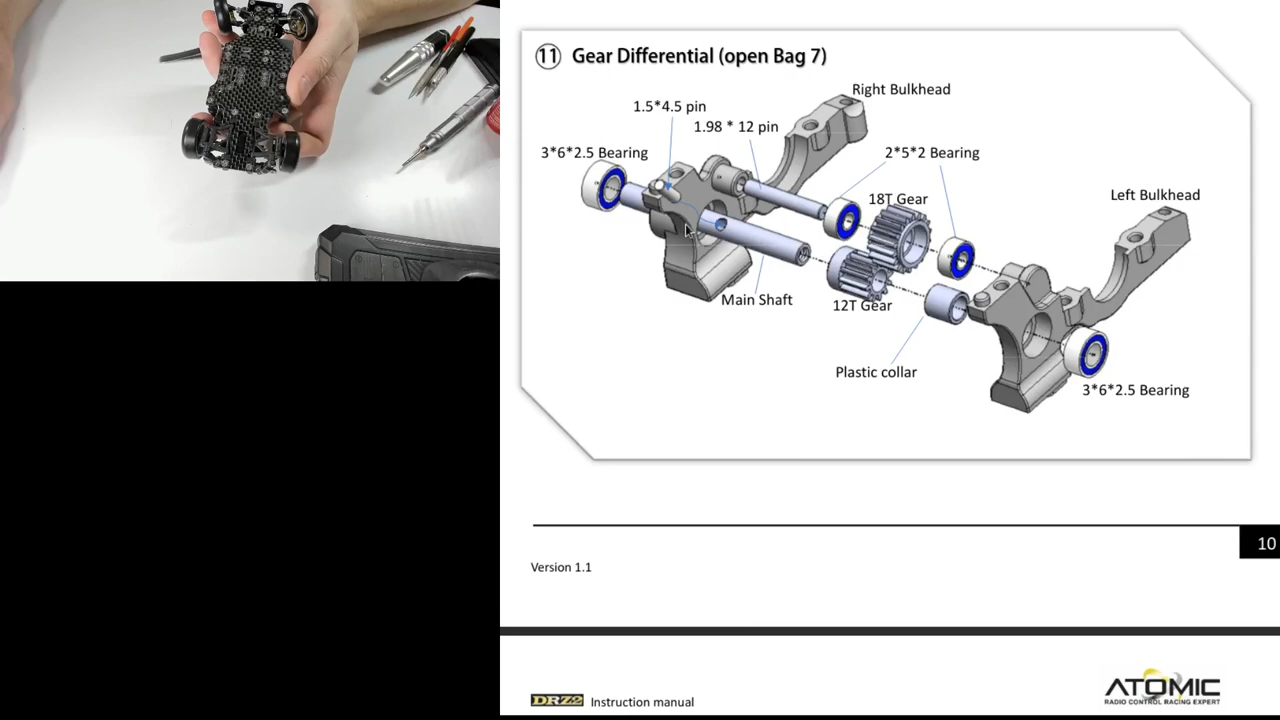 ⑪ Gear Differential (open Bag 7)
Right Bulkhead
1.5*4.5 pin
1.98 * 12 pin
3*6*2.5 Bearing
2*5*2 Bearing
18T Gear
Left Bulkhead
Main Shaft
12T Gear
Plastic collar
3*6*2.5 Bearing
10
Version 1.1
DRZ2 Instruction manual
ATOMIC
RADIO CONTROL RACING EXPERT